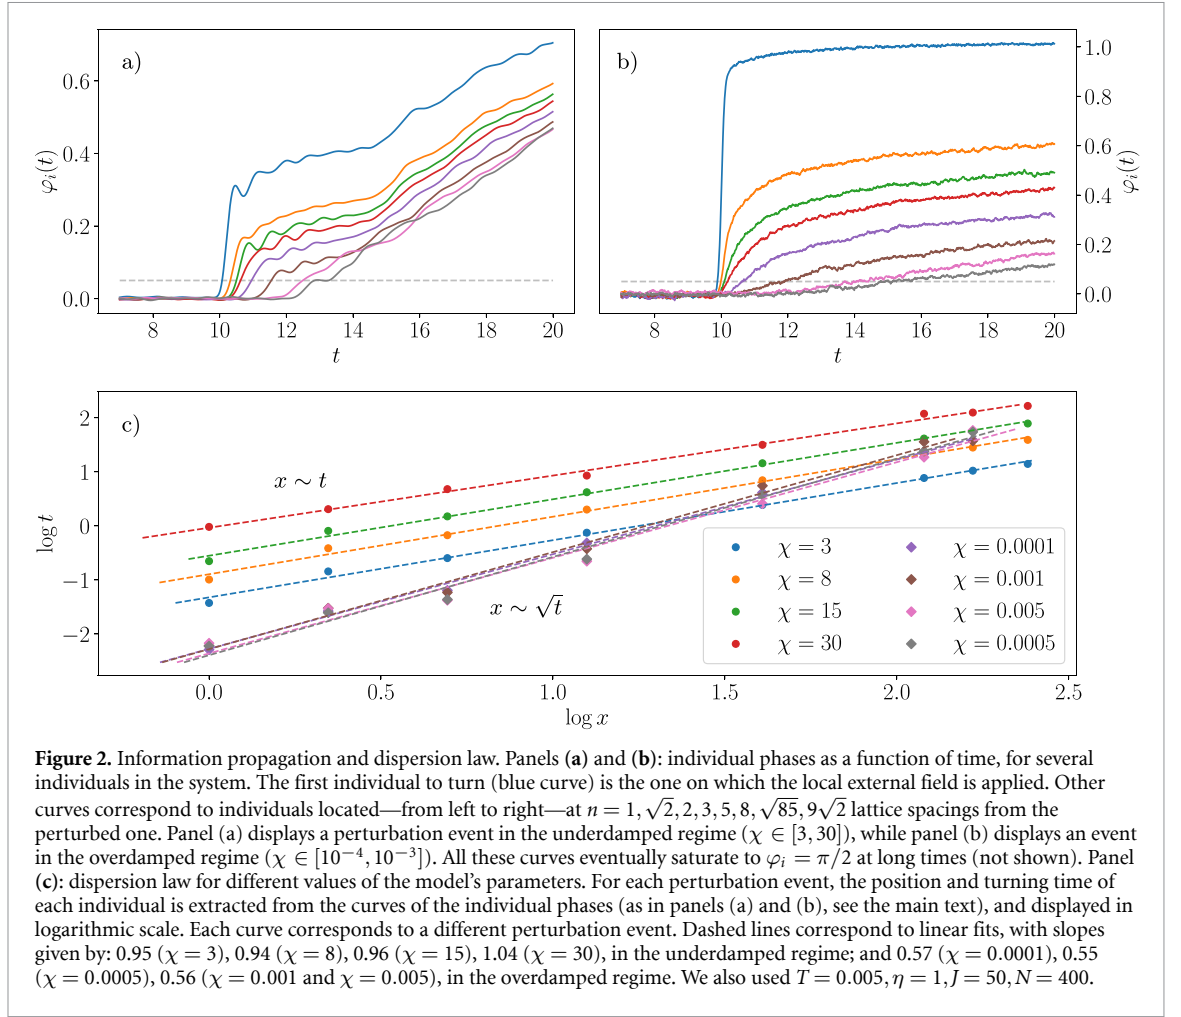 a)
b)
0.0
0.2
0.4
0.6
φi(t)
8 10 12 14 16 18 20
t
8 10 12 14 16 18 20
t
0.0
0.2
0.4
0.6
0.8
1.0
φi(t)
c)
x ∼ t
x ∼ √t
2
1
0
−1
−2
log t
0.0 0.5 1.0 1.5 2.0 2.5
log x
χ = 3
χ = 8
χ = 15
χ = 30
χ = 0.0001
χ = 0.001
χ = 0.005
χ = 0.0005
Figure 2. Information propagation and dispersion law. Panels (a) and (b): individual phases as a function of time, for several
individuals in the system. The first individual to turn (blue curve) is the one on which the local external field is applied. Other
curves correspond to individuals located—from left to right—at n = 1, √2, 2, 3, 5, 8, √85, 9√2 lattice spacings from the
perturbed one. Panel (a) displays a perturbation event in the underdamped regime (χ ∈ [3, 30]), while panel (b) displays an event
in the overdamped regime (χ ∈ [10⁻⁴, 10⁻³]). All these curves eventually saturate to φi = π/2 at long times (not shown). Panel
(c): dispersion law for different values of the model's parameters. For each perturbation event, the position and turning time of
each individual is extracted from the curves of the individual phases (as in panels (a) and (b), see the main text), and displayed in
logarithmic scale. Each curve corresponds to a different perturbation event. Dashed lines correspond to linear fits, with slopes
given by: 0.95 (χ = 3), 0.94 (χ = 8), 0.96 (χ = 15), 1.04 (χ = 30), in the underdamped regime; and 0.57 (χ = 0.0001), 0.55
(χ = 0.0005), 0.56 (χ = 0.001 and χ = 0.005), in the overdamped regime. We also used T = 0.005, η = 1, J = 50, N = 400.